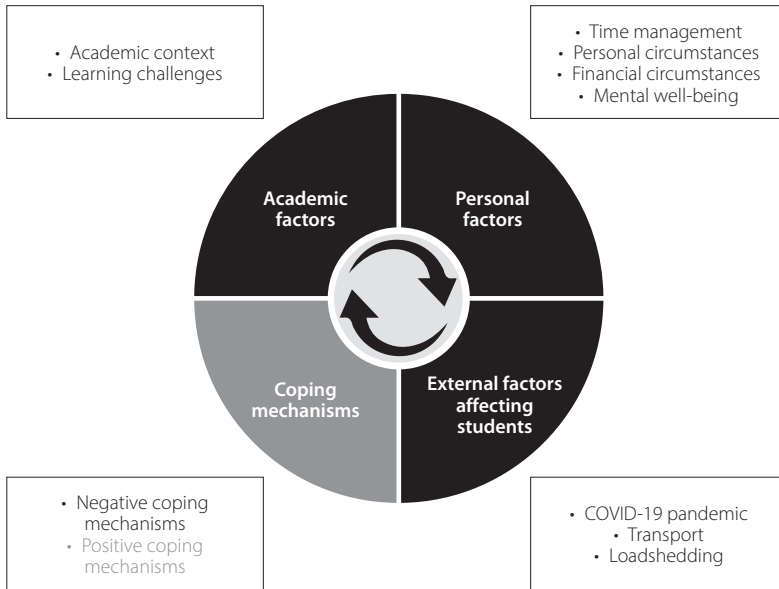 • Academic context
• Learning challenges
• Time management
• Personal circumstances
• Financial circumstances
• Mental well-being
Academic
factors
Personal
factors
Coping
mechanisms
External factors
affecting
students
• Negative coping
mechanisms
• Positive coping
mechanisms
• COVID-19 pandemic
• Transport
• Loadshedding